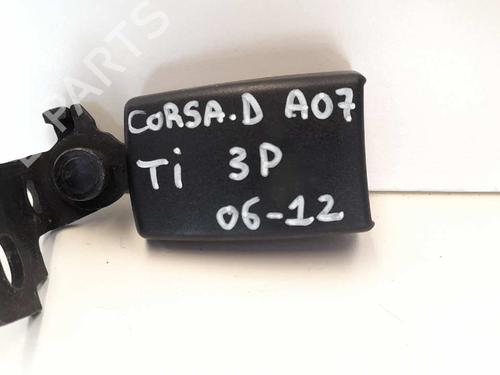 CORSA.D A07
Ti 3P
06-12